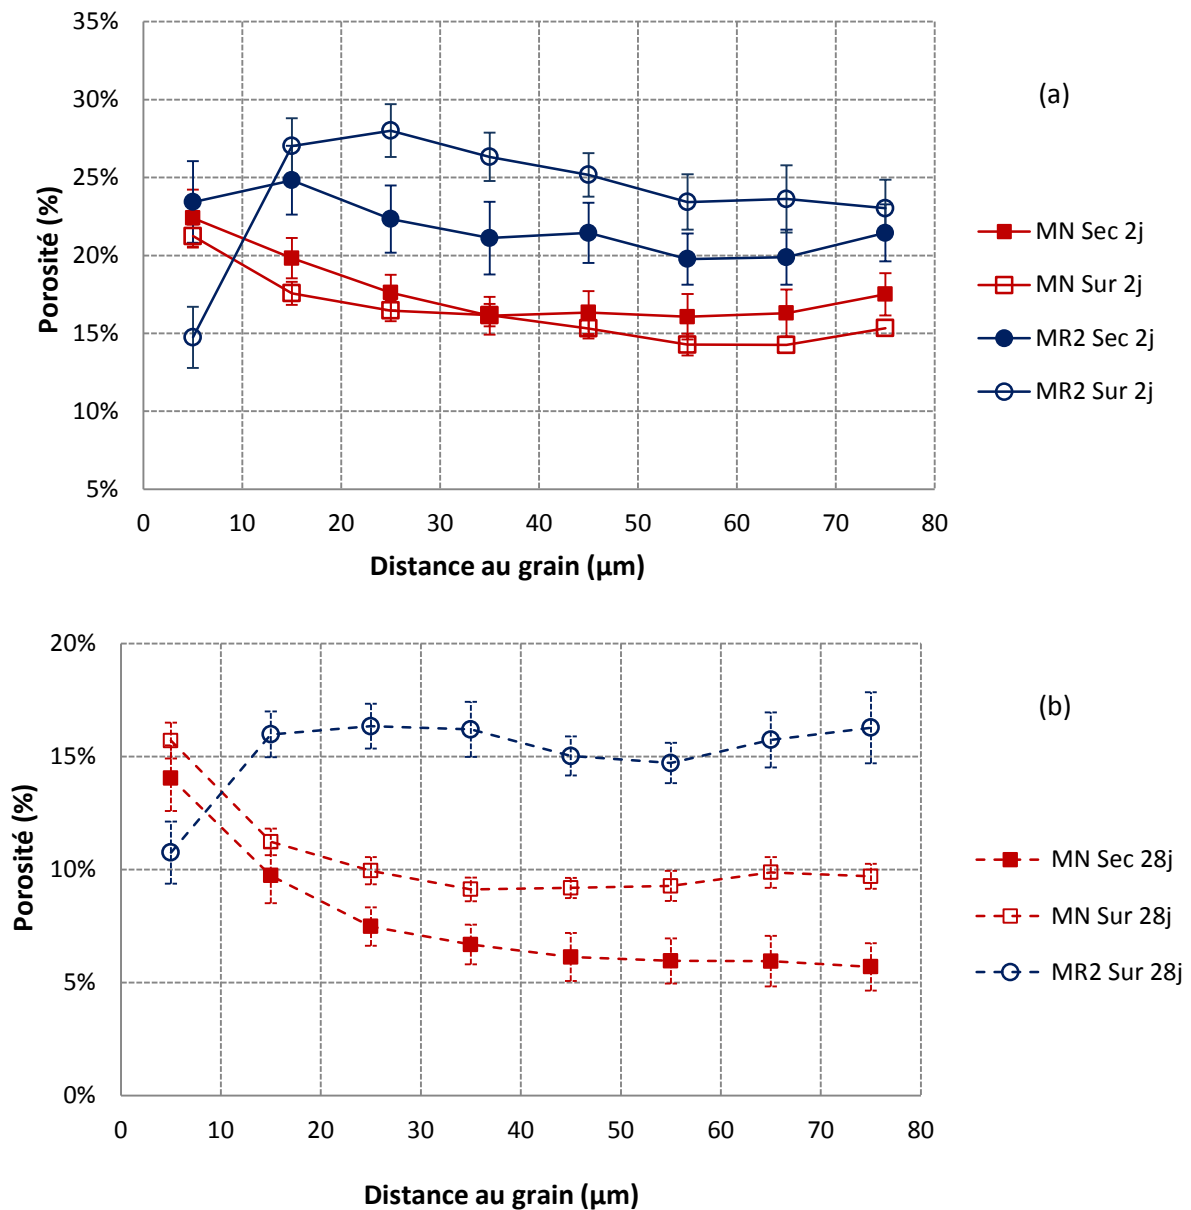 35%
30%
25%
20%
15%
10%
5%
Porosité (%)
0 10 20 30 40 50 60 70 80
Distance au grain (µm)
(a)
MN Sec 2j
MN Sur 2j
MR2 Sec 2j
MR2 Sur 2j
20%
15%
10%
5%
0%
Porosité (%)
0 10 20 30 40 50 60 70 80
Distance au grain (µm)
(b)
MN Sec 28j
MN Sur 28j
MR2 Sur 28j